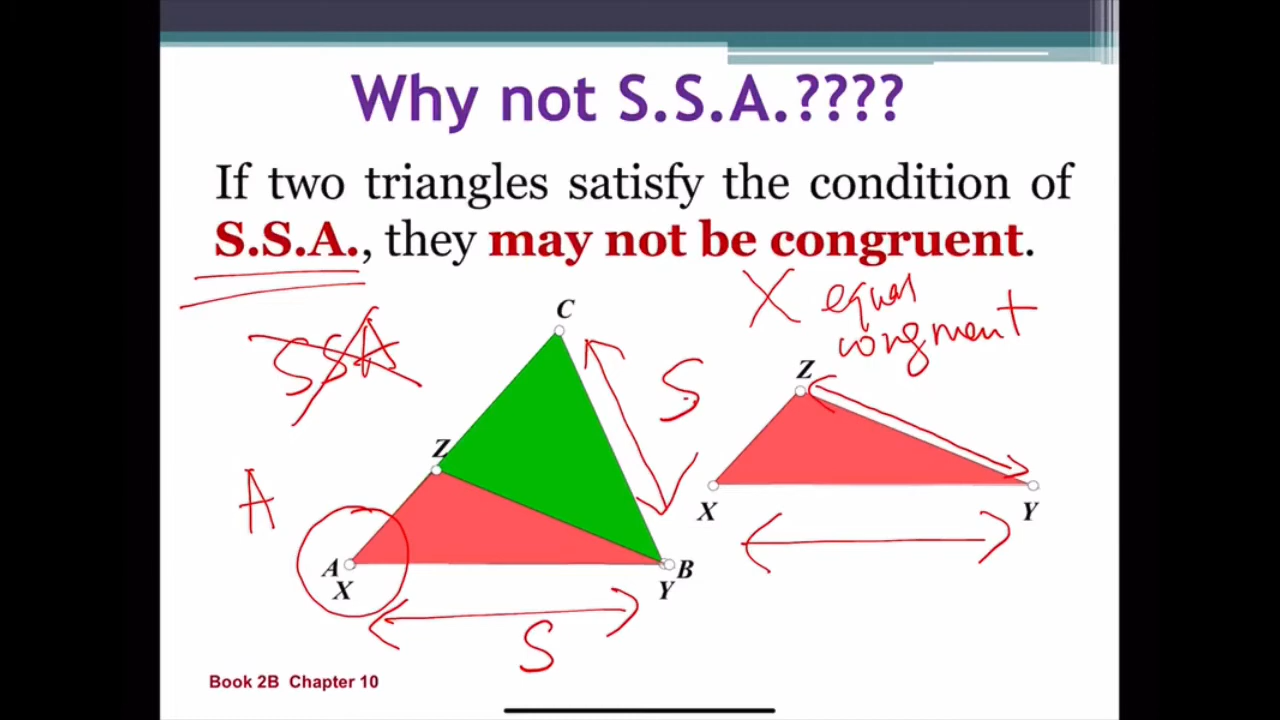 Why not S.S.A.????
If two triangles satisfy the condition of
S.S.A., they may not be congruent.
X equal
congruent
SSA
C
S
Z
Z
A
X
Y
A
B
X
Y
S
Book 2B Chapter 10